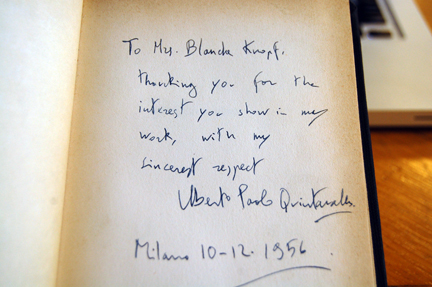 To Mrs. Blanche Knopf,
thanking you for the
interest you show in my
work, with my
sincerest respect
Uberto Paolo Quintavalle
Milano 10-12. 1956